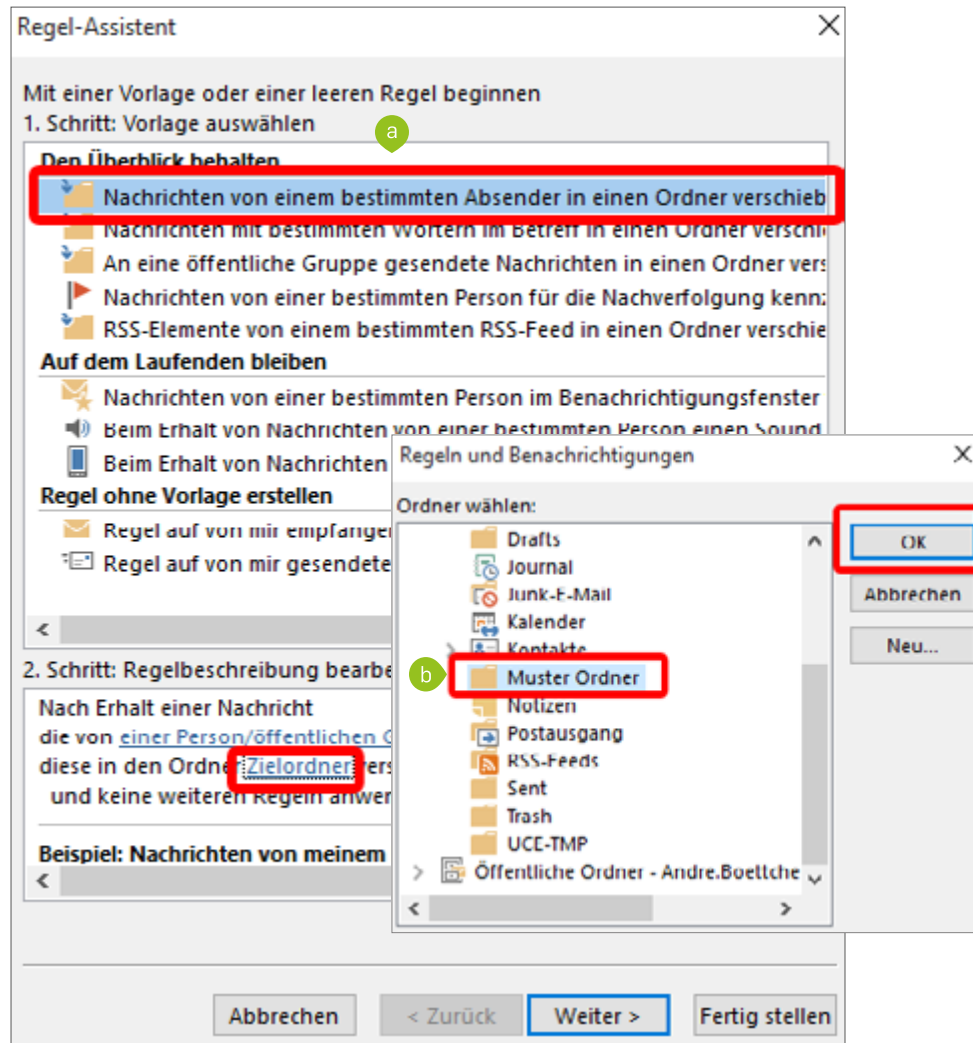 Regel-Assistent
Mit einer Vorlage oder einer leeren Regel beginnen
1. Schritt: Vorlage auswählen
a
Den Überblick behalten
Nachrichten von einem bestimmten Absender in einen Ordner verschieb
Nachrichten mit bestimmten Wörtern im Betreff in einen Ordner verschi
An eine öffentliche Gruppe gesendete Nachrichten in einen Ordner vers
Nachrichten von einer bestimmten Person für die Nachverfolgung kennz
RSS-Elemente von einem bestimmten RSS-Feed in einen Ordner verschie
Auf dem Laufenden bleiben
Nachrichten von einer bestimmten Person im Benachrichtigungsfenster
Beim Erhalt von Nachrichten von einer bestimmten Person einen Sound
Beim Erhalt von Nachrichten
Regel ohne Vorlage erstellen
Regel auf von mir empfangen
Regel auf von mir gesendete
2. Schritt: Regelbeschreibung bearbe
Nach Erhalt einer Nachricht
die von einer Person/öffentlichen G
diese in den Ordner Zielordner vers
und keine weiteren Regeln anwer
Beispiel: Nachrichten von meinem
Abbrechen
< Zurück
Weiter >
Fertig stellen
Regeln und Benachrichtigungen
Ordner wählen:
Drafts
Journal
Junk-E-Mail
Kalender
Kontakte
b
Muster Ordner
Notizen
Postausgang
RSS-Feeds
Sent
Trash
UCE-TMP
Öffentliche Ordner - Andre.Boettche
OK
Abbrechen
Neu...